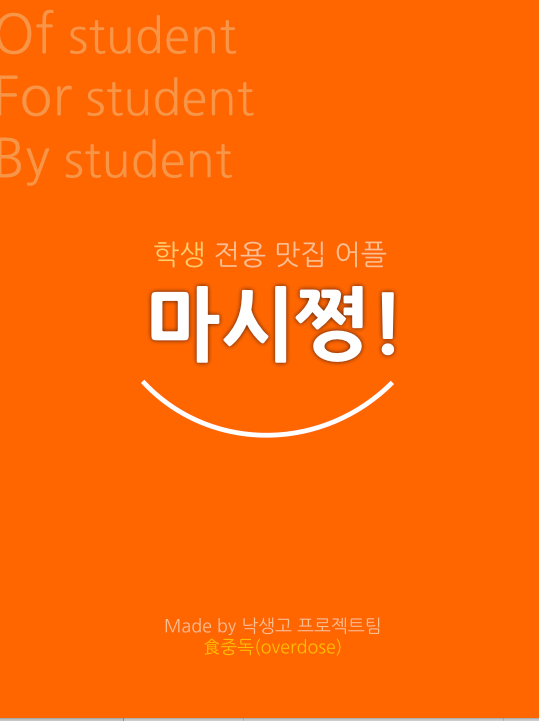 Of student
For student
By student
학생 전용 맛집 어플
마시쪙!
Made by 낙생고 프로젝트팀
食중독(overdose)